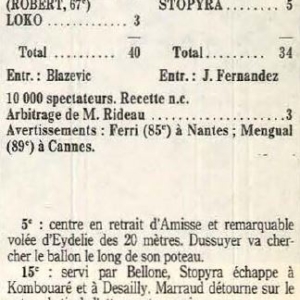 (ROBERT, 67ᵉ) STOPYRA ........ 5
LOKO .................. 3
Total .......... 40 Total .......... 34
Entr. : Blazevic Entr. : J. Fernandez
10 000 spectateurs. Recette n.c.
Arbitrage de M. Rideau .................. 3
Avertissements : Ferri (85ᵉ) à Nantes ; Mengual
(89ᵉ) à Cannes.
5ᵉ : centre en retrait d'Amisse et remarquable
volée d'Eydelie des 20 mètres. Dussuyer va cher-
cher le ballon le long de son poteau.
15ᵉ : servi par Bellone, Stopyra échappe à
Kombouaré et à Desailly. Marraud détourne sur le